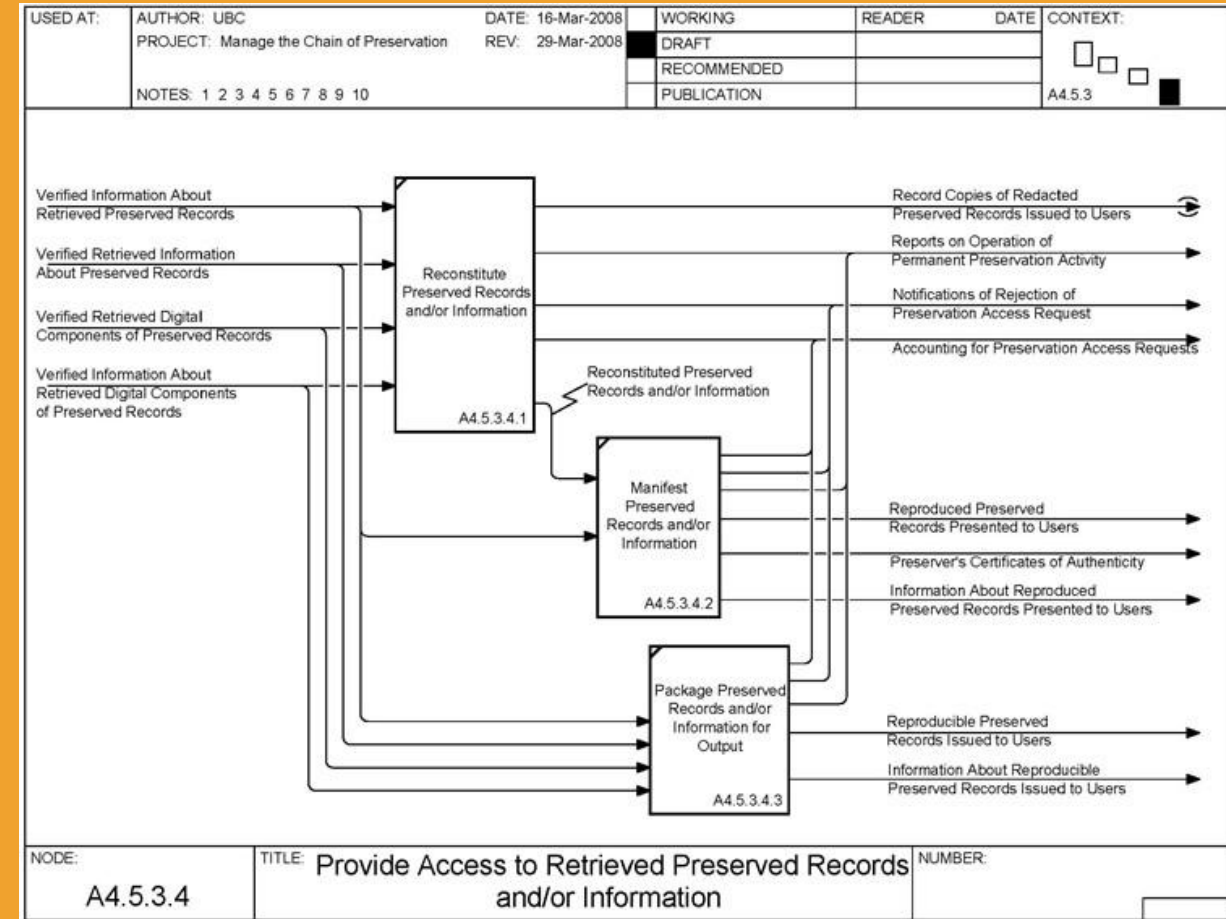 USED AT:
AUTHOR: UBC
DATE: 16-Mar-2008
PROJECT: Manage the Chain of Preservation
REV: 29-Mar-2008
NOTES: 1 2 3 4 5 6 7 8 9 10
WORKING
DRAFT
RECOMMENDED
PUBLICATION
READER DATE
CONTEXT:
A4.5.3
Verified Information About
Retrieved Preserved Records
Verified Retrieved Information
About Preserved Records
Verified Retrieved Digital
Components of Preserved Records
Verified Information About
Retrieved Digital Components
of Preserved Records
Reconstitute
Preserved Records
and/or Information
A4.5.3.4.1
Record Copies of Redacted
Preserved Records Issued to Users
Reports on Operation of
Permanent Preservation Activity
Notifications of Rejection of
Preservation Access Request
Accounting for Preservation Access Requests
Reconstituted Preserved
Records and/or Information
Manifest
Preserved
Records and/or
Information
A4.5.3.4.2
Reproduced Preserved
Records Presented to Users
Preserver's Certificates of Authenticity
Information About Reproduced
Preserved Records Presented to Users
Package Preserved
Records and/or
Information for
Output
A4.5.3.4.3
Reproducible Preserved
Records Issued to Users
Information About Reproducible
Preserved Records Issued to Users
NODE:
A4.5.3.4
TITLE: Provide Access to Retrieved Preserved Records
and/or Information
NUMBER: